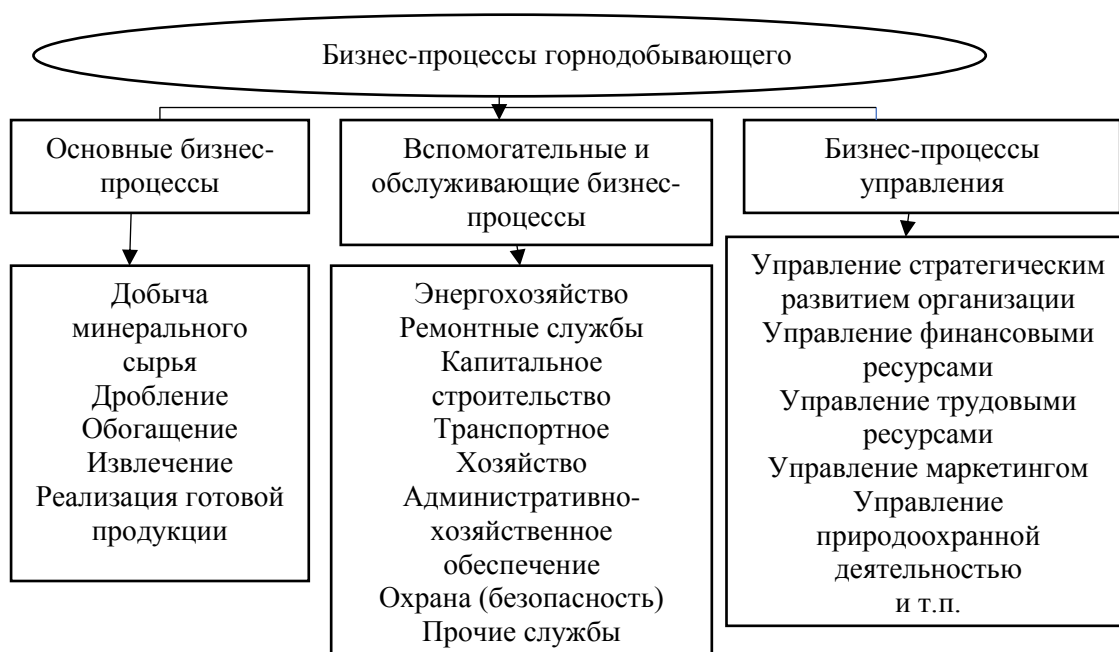 Бизнес-процессы горнодобывающего
Основные бизнес-
процессы
Вспомогательные и
обслуживающие бизнес-
процессы
Бизнес-процессы
управления
Добыча
минерального
сырья
Дробление
Обогащение
Извлечение
Реализация готовой
продукции
Энергохозяйство
Ремонтные службы
Капитальное
строительство
Транспортное
Хозяйство
Административно-
хозяйственное
обеспечение
Охрана (безопасность)
Прочие службы
Управление стратегическим
развитием организации
Управление финансовыми
ресурсами
Управление трудовыми
ресурсами
Управление маркетингом
Управление
природоохранной
деятельностью
и т.п.